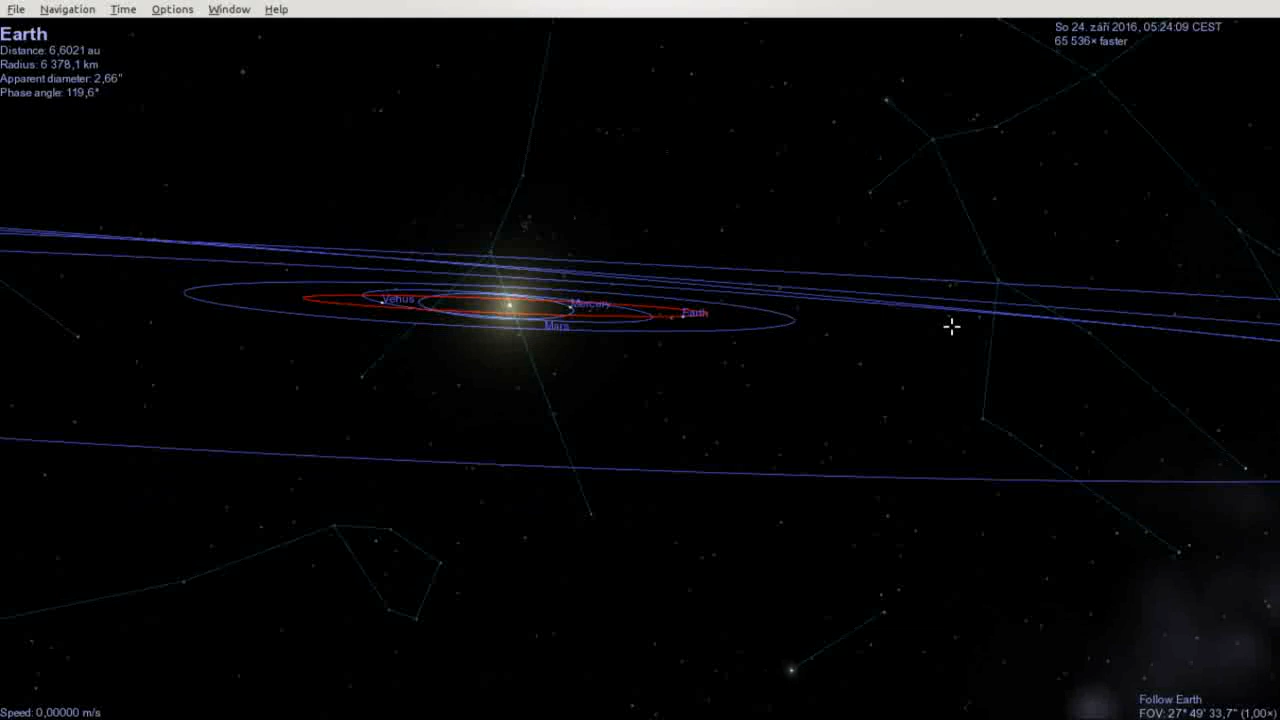 File Navigation Time Options Window Help
Earth
Distance: 6,6021 au
Radius: 6 378,1 km
Apparent diameter: 2,66"
Phase angle: 119,6°
So 24. září 2016, 05:24:09 CEST
65 536× faster
Venus
Mercury
Earth
Mars
Speed: 0,00000 m/s
Follow Earth
FOV: 27° 49' 33,7" (1,00×)